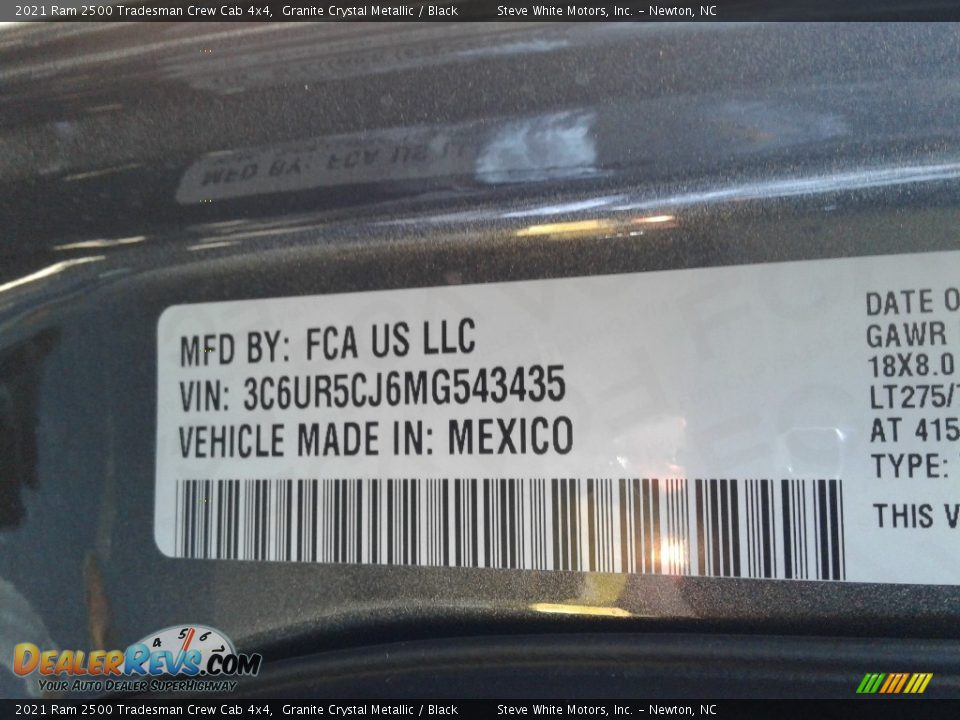 2021 Ram 2500 Tradesman Crew Cab 4x4, Granite Crystal Metallic / Black Steve White Motors, Inc. – Newton, NC
MFD BY: FCA US LLC
VIN: 3C6UR5CJ6MG543435
VEHICLE MADE IN: MEXICO
DATE O
GAWR
18X8.0
LT275/
AT 415
TYPE:
THIS V
4 5 6
DEALERREVS.COM
YOUR AUTO DEALER SUPERHIGHWAY
2021 Ram 2500 Tradesman Crew Cab 4x4, Granite Crystal Metallic / Black Steve White Motors, Inc. – Newton, NC